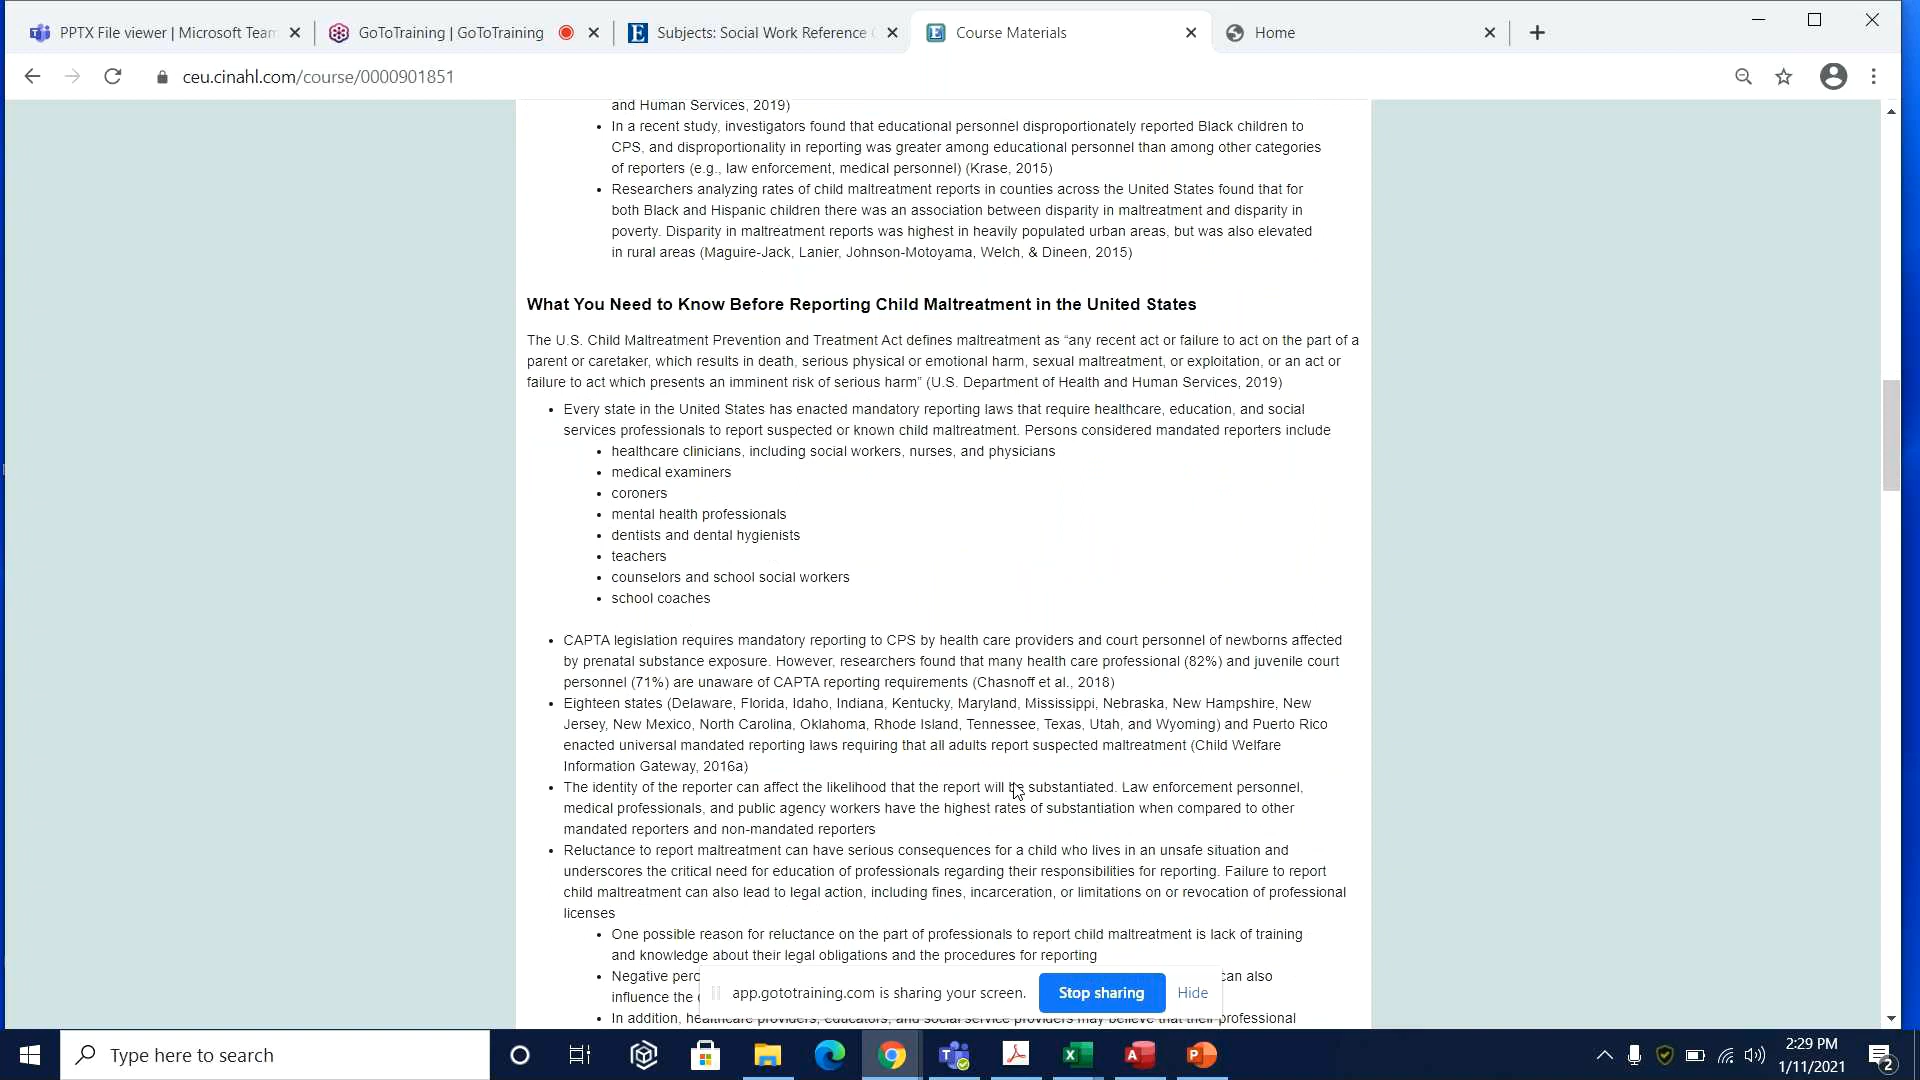 PPTX File viewer | Microsoft Team
GoToTraining | GoToTraining
Subjects: Social Work Reference
Course Materials
Home
ceu.cinahl.com/course/0000901851
and Human Services, 2019)
• In a recent study, investigators found that educational personnel disproportionately reported Black children to
CPS, and disproportionality in reporting was greater among educational personnel than among other categories
of reporters (e.g., law enforcement, medical personnel) (Krase, 2015)
• Researchers analyzing rates of child maltreatment reports in counties across the United States found that for
both Black and Hispanic children there was an association between disparity in maltreatment and disparity in
poverty. Disparity in maltreatment reports was highest in heavily populated urban areas, but was also elevated
in rural areas (Maguire-Jack, Lanier, Johnson-Motoyama, Welch, & Dineen, 2015)
What You Need to Know Before Reporting Child Maltreatment in the United States
The U.S. Child Maltreatment Prevention and Treatment Act defines maltreatment as “any recent act or failure to act on the part of a
parent or caretaker, which results in death, serious physical or emotional harm, sexual maltreatment, or exploitation, or an act or
failure to act which presents an imminent risk of serious harm” (U.S. Department of Health and Human Services, 2019)
• Every state in the United States has enacted mandatory reporting laws that require healthcare, education, and social
services professionals to report suspected or known child maltreatment. Persons considered mandated reporters include
• healthcare clinicians, including social workers, nurses, and physicians
• medical examiners
• coroners
• mental health professionals
• dentists and dental hygienists
• teachers
• counselors and school social workers
• school coaches
• CAPTA legislation requires mandatory reporting to CPS by health care providers and court personnel of newborns affected
by prenatal substance exposure. However, researchers found that many health care professional (82%) and juvenile court
personnel (71%) are unaware of CAPTA reporting requirements (Chasnoff et al., 2018)
• Eighteen states (Delaware, Florida, Idaho, Indiana, Kentucky, Maryland, Mississippi, Nebraska, New Hampshire, New
Jersey, New Mexico, North Carolina, Oklahoma, Rhode Island, Tennessee, Texas, Utah, and Wyoming) and Puerto Rico
enacted universal mandated reporting laws requiring that all adults report suspected maltreatment (Child Welfare
Information Gateway, 2016a)
• The identity of the reporter can affect the likelihood that the report will be substantiated. Law enforcement personnel,
medical professionals, and public agency workers have the highest rates of substantiation when compared to other
mandated reporters and non-mandated reporters
• Reluctance to report maltreatment can have serious consequences for a child who lives in an unsafe situation and
underscores the critical need for education of professionals regarding their responsibilities for reporting. Failure to report
child maltreatment can also lead to legal action, including fines, incarceration, or limitations on or revocation of professional
licenses
• One possible reason for reluctance on the part of professionals to report child maltreatment is lack of training
and knowledge about their legal obligations and the procedures for reporting
• Negative can also
influence the
• In addition, healthcare providers, educators, and social service providers may believe that their professional
app.gototraining.com is sharing your screen.
Stop sharing
Hide
Type here to search
2:29 PM
1/11/2021
2